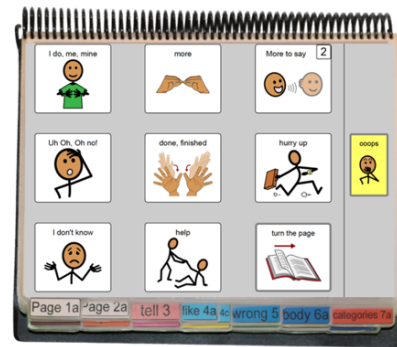 I do, me, mine
more
More to say
2
Uh Oh, Oh no!
done, finished
hurry up
ooops
I don't know
help
turn the page
Page 1a
Page 2a
tell 3
like 4a
4c
wrong 5
body 6a
categories 7a